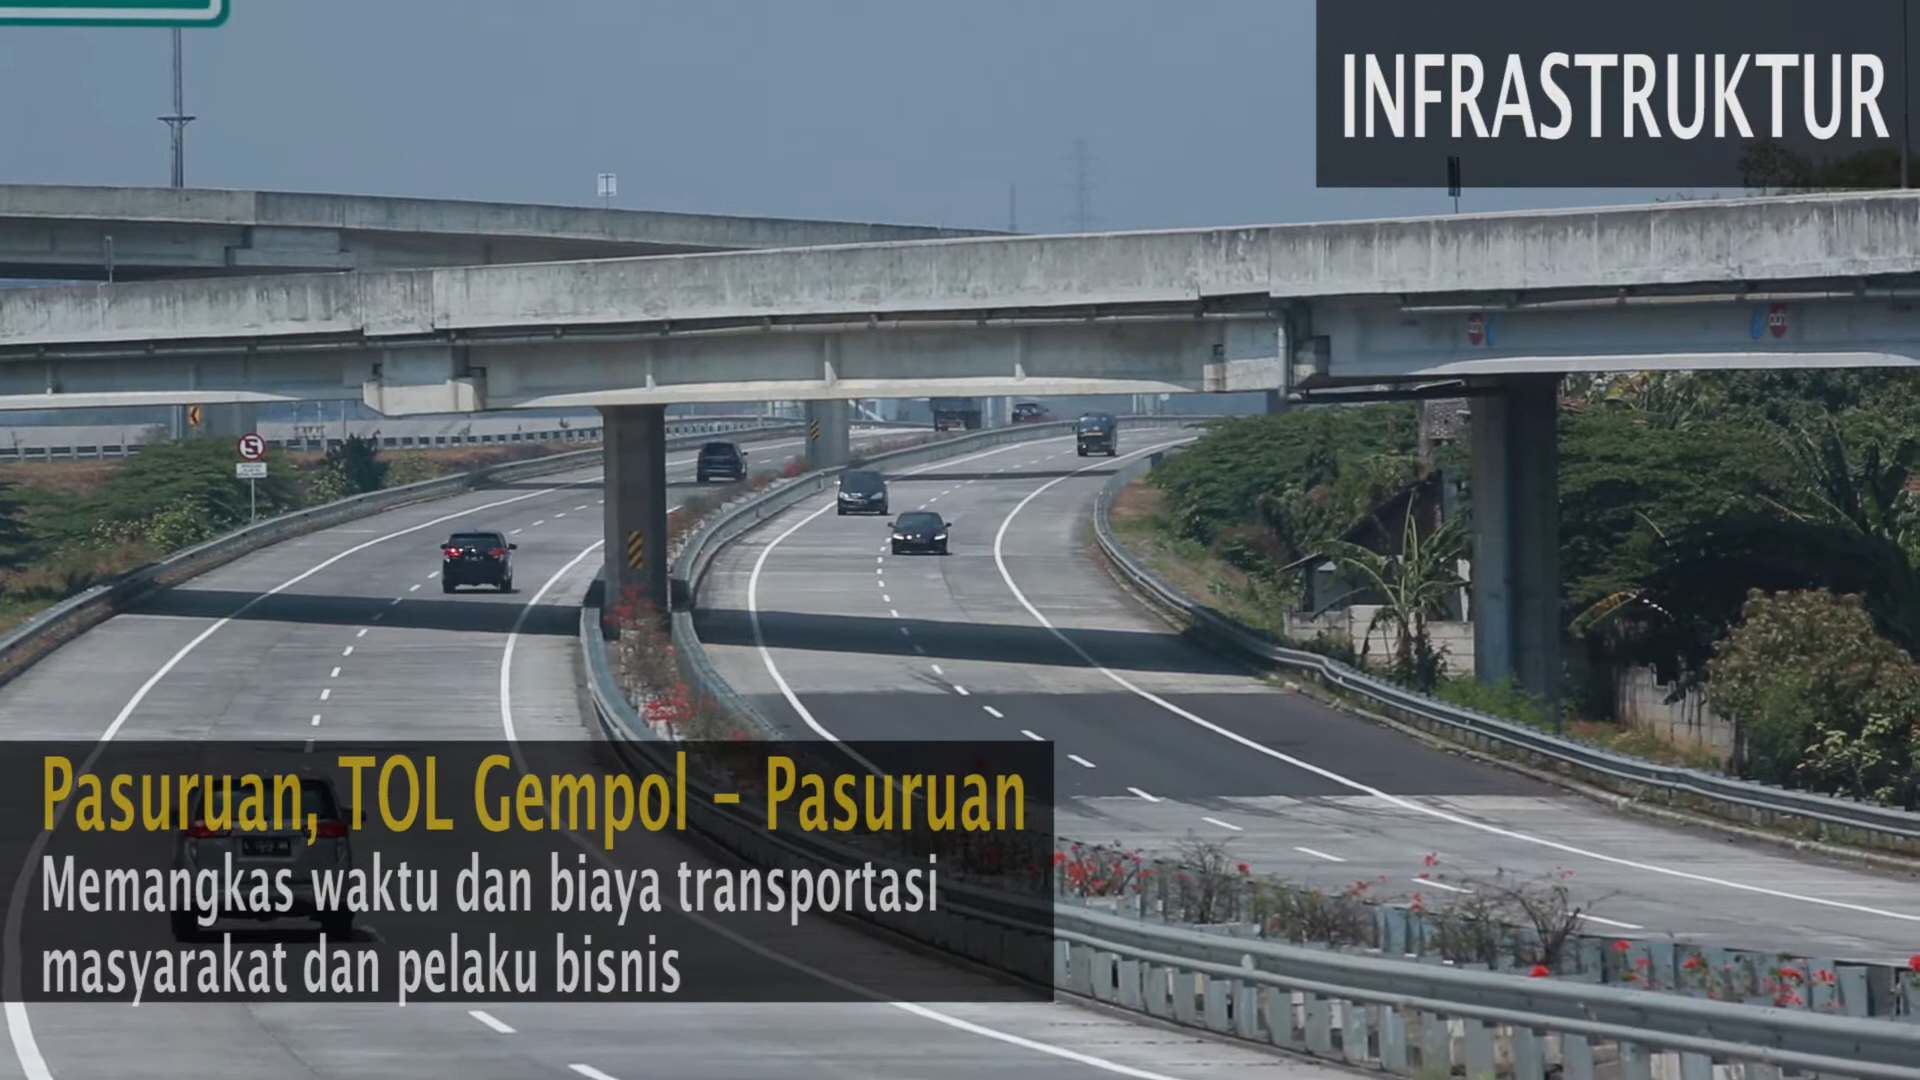 INFRASTRUKTUR
Pasuruan, TOL Gempol - Pasuruan
Memangkas waktu dan biaya transportasi
masyarakat dan pelaku bisnis